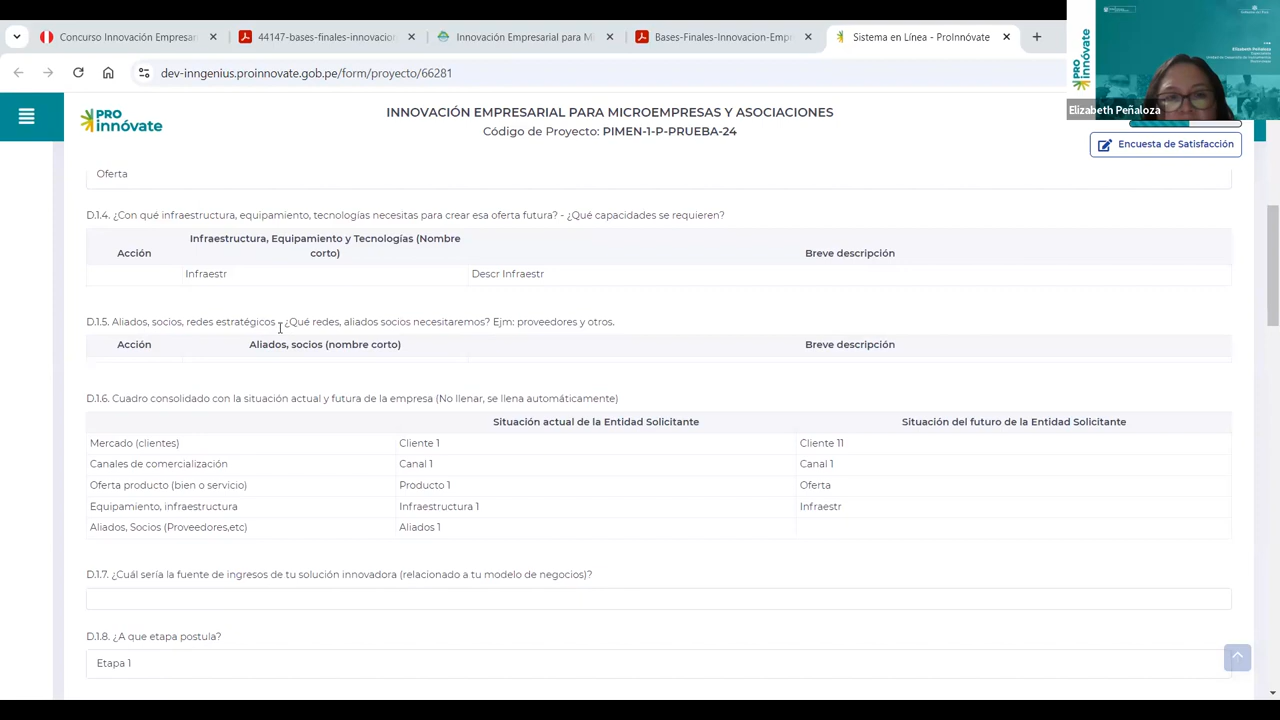 Concurso Innovación Empresari
44147-bases-finales-innovacion
Innovación Empresarial para Mi
Bases-Finales-Innovacion-Empr
Sistema en Línea - ProInnóvate
dev-inngenius.proinnovate.gob.pe/form/proyecto/66281
PRO innóvate
Elizabeth Peñaloza
PRO innóvate
INNOVACIÓN EMPRESARIAL PARA MICROEMPRESAS Y ASOCIACIONES
Código de Proyecto: PIMEN-1-P-PRUEBA-24
Encuesta de Satisfacción
Oferta
D.1.4. ¿Con qué infraestructura, equipamiento, tecnologías necesitas para crear esa oferta futura? - ¿Qué capacidades se requieren?
Acción Infraestructura, Equipamiento y Tecnologías (Nombre corto) Breve descripción
Infraestr Descr Infraestr
D.1.5. Aliados, socios, redes estratégicos - ¿Qué redes, aliados socios necesitaremos? Ejm: proveedores y otros.
Acción Aliados, socios (nombre corto) Breve descripción
D.1.6. Cuadro consolidado con la situación actual y futura de la empresa (No llenar, se llena automáticamente)
Situación actual de la Entidad Solicitante Situación del futuro de la Entidad Solicitante
Mercado (clientes) Cliente 1 Cliente 11
Canales de comercialización Canal 1 Canal 1
Oferta producto (bien o servicio) Producto 1 Oferta
Equipamiento, infraestructura Infraestructura 1 Infraestr
Aliados, Socios (Proveedores,etc) Aliados 1
D.1.7. ¿Cuál sería la fuente de ingresos de tu solución innovadora (relacionado a tu modelo de negocios)?
D.1.8. ¿A que etapa postula?
Etapa 1